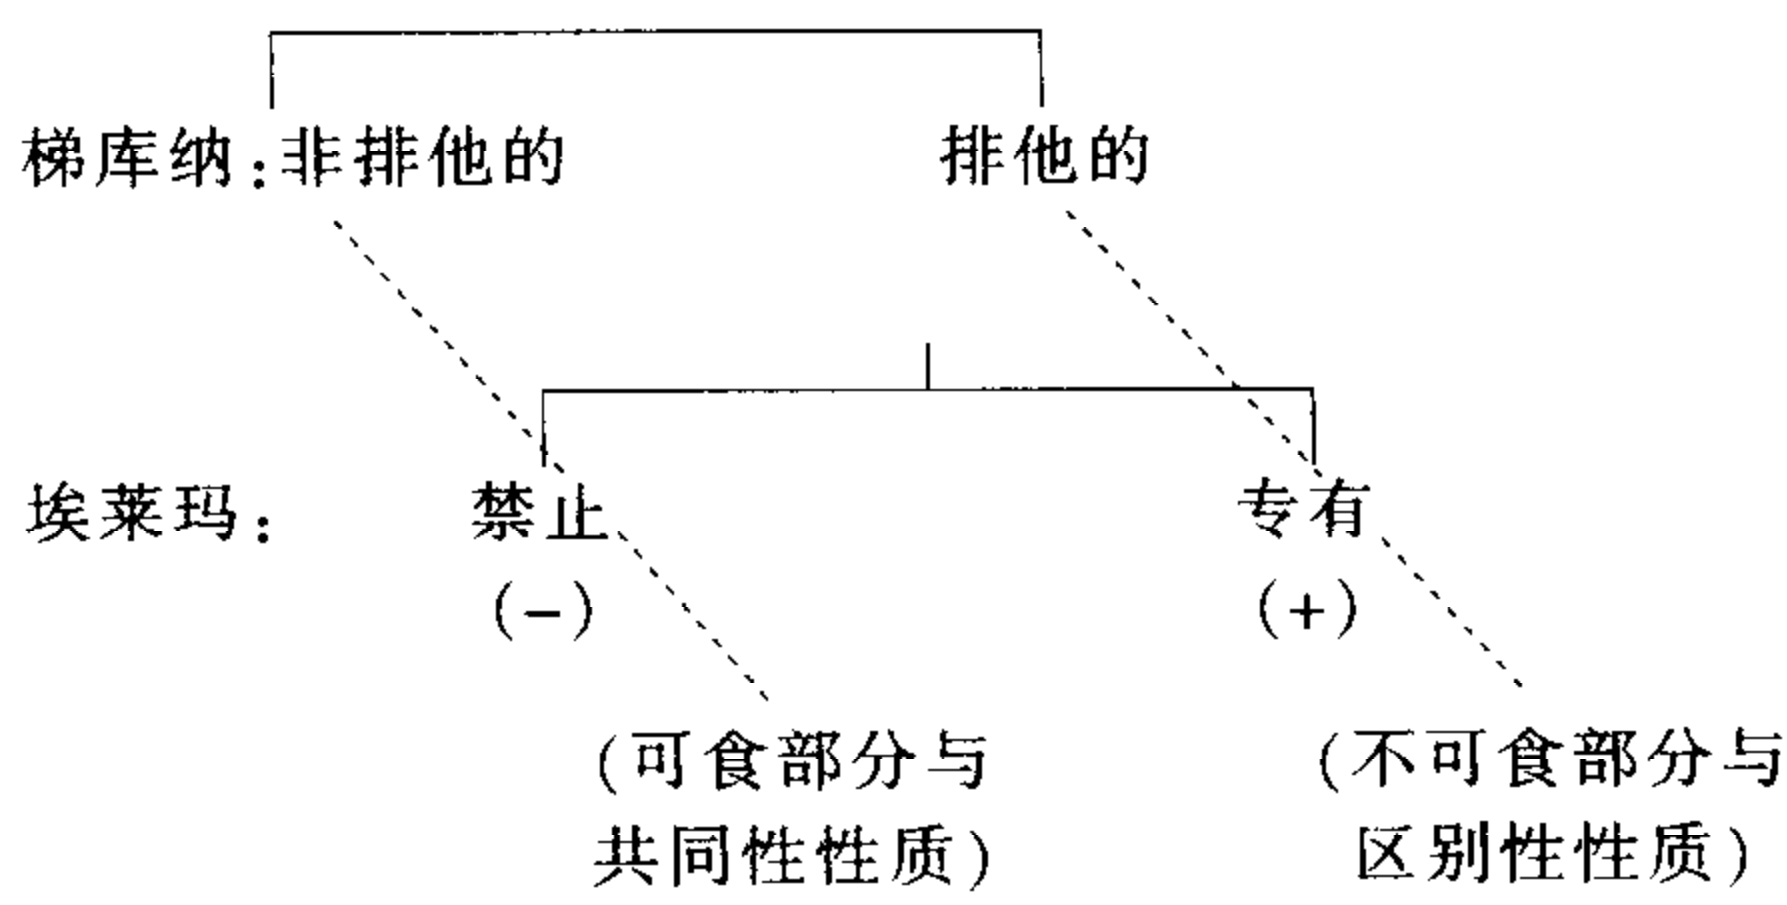 梯库纳：非排他的 排他的
埃莱玛： 禁止 专有
(-) (+)
(可食部分与 (不可食部分与
共同性性质) 区别性性质)